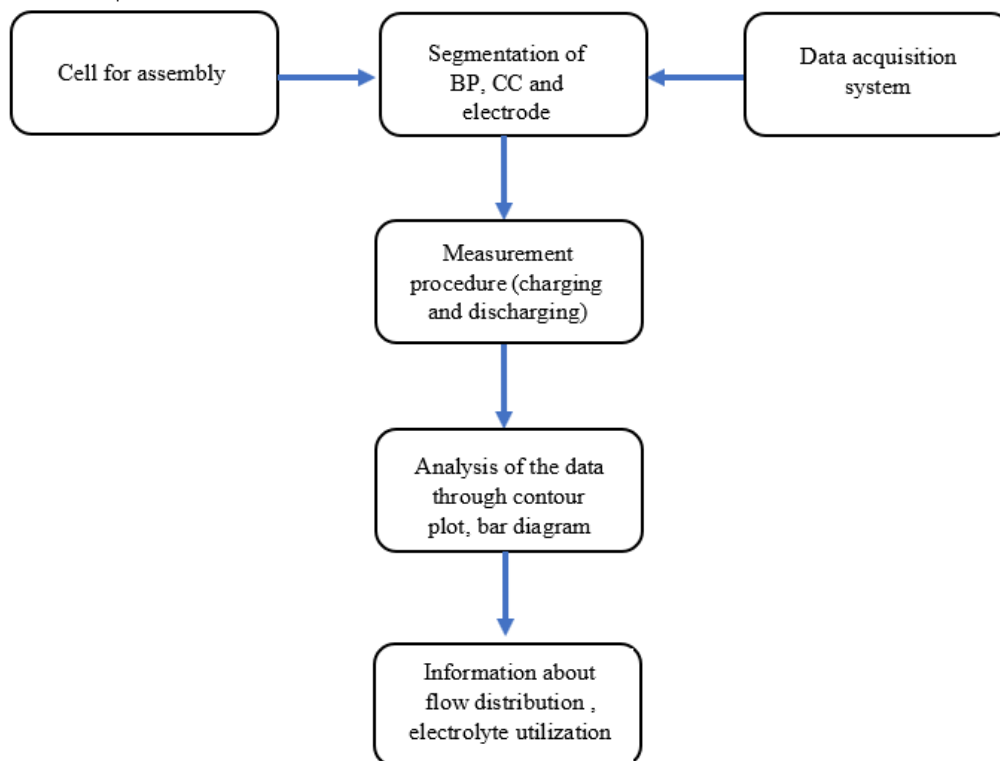 Cell for assembly
Segmentation of
BP, CC and
electrode
Data acquisition
system
Measurement
procedure (charging
and discharging)
Analysis of the data
through contour
plot, bar diagram
Information about
flow distribution ,
electrolyte utilization